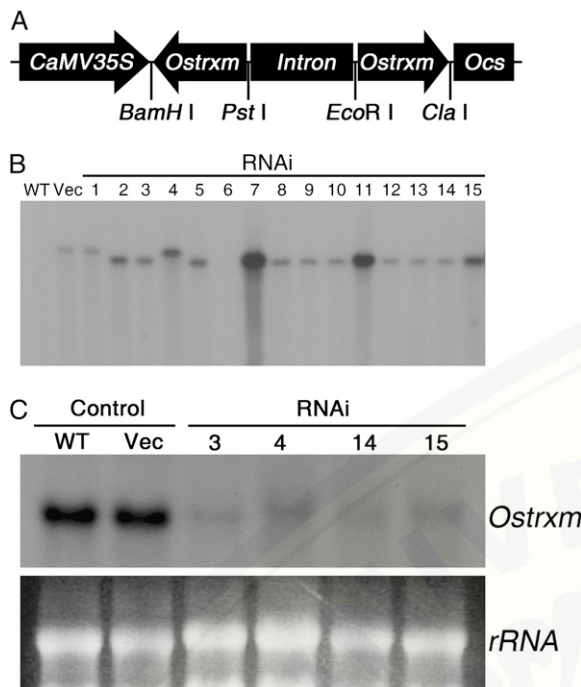 A
CaMV35S Ostrxm Intron Ostrxm Ocs
BamH I Pst I EcoR I Cla I
B
RNAi
WT Vec 1 2 3 4 5 6 7 8 9 10 11 12 13 14 15
C
Control RNAi
WT Vec 3 4 14 15
Ostrxm
rRNA